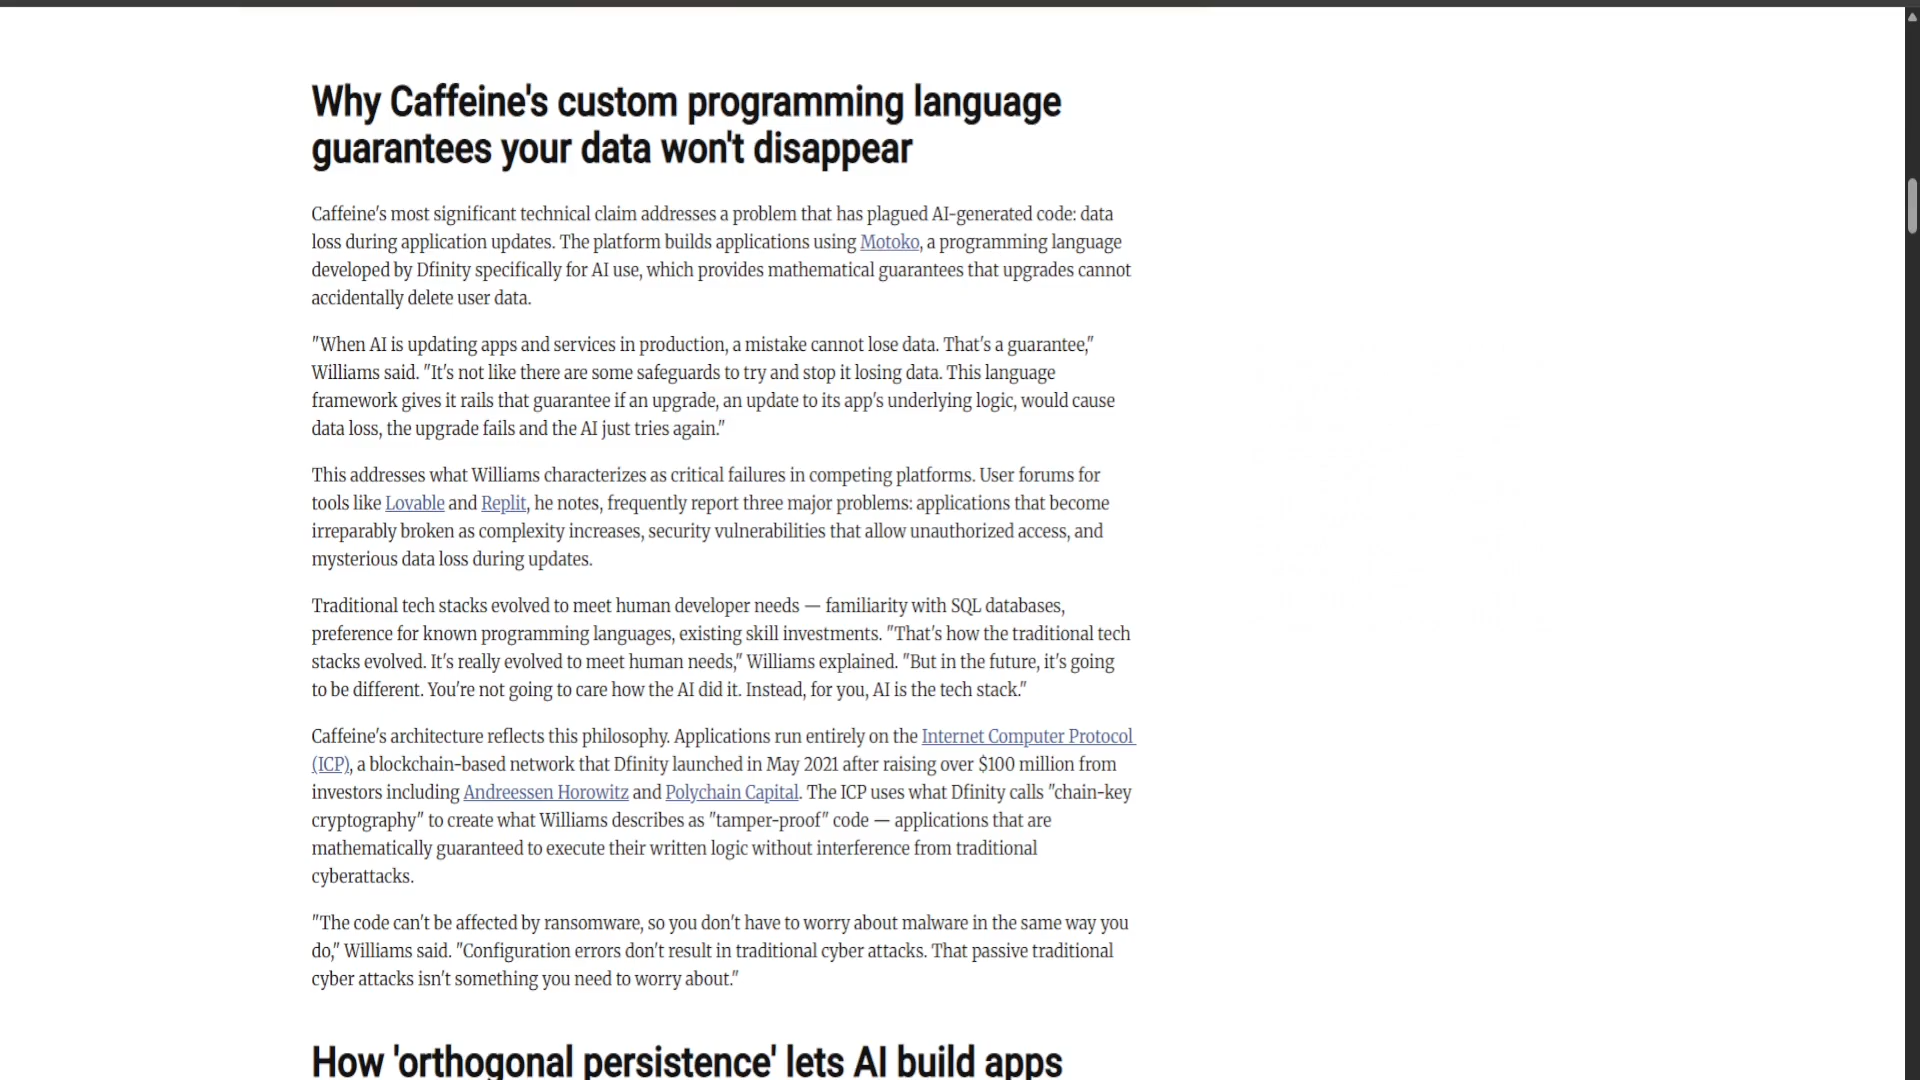 Why Caffeine's custom programming language
guarantees your data won't disappear
Caffeine's most significant technical claim addresses a problem that has plagued AI-generated code: data
loss during application updates. The platform builds applications using Motoko, a programming language
developed by Dfinity specifically for AI use, which provides mathematical guarantees that upgrades cannot
accidentally delete user data.
"When AI is updating apps and services in production, a mistake cannot lose data. That's a guarantee,"
Williams said. "It's not like there are some safeguards to try and stop it losing data. This language
framework gives it rails that guarantee if an upgrade, an update to its app's underlying logic, would cause
data loss, the upgrade fails and the AI just tries again."
This addresses what Williams characterizes as critical failures in competing platforms. User forums for
tools like Lovable and Replit, he notes, frequently report three major problems: applications that become
irreparably broken as complexity increases, security vulnerabilities that allow unauthorized access, and
mysterious data loss during updates.
Traditional tech stacks evolved to meet human developer needs — familiarity with SQL databases,
preference for known programming languages, existing skill investments. "That's how the traditional tech
stacks evolved. It's really evolved to meet human needs," Williams explained. "But in the future, it's going
to be different. You're not going to care how the AI did it. Instead, for you, AI is the tech stack."
Caffeine's architecture reflects this philosophy. Applications run entirely on the Internet Computer Protocol
(ICP), a blockchain-based network that Dfinity launched in May 2021 after raising over $100 million from
investors including Andreessen Horowitz and Polychain Capital. The ICP uses what Dfinity calls "chain-key
cryptography" to create what Williams describes as "tamper-proof" code — applications that are
mathematically guaranteed to execute their written logic without interference from traditional
cyberattacks.
"The code can't be affected by ransomware, so you don't have to worry about malware in the same way you
do," Williams said. "Configuration errors don't result in traditional cyber attacks. That passive traditional
cyber attacks isn't something you need to worry about."
How 'orthogonal persistence' lets AI build apps